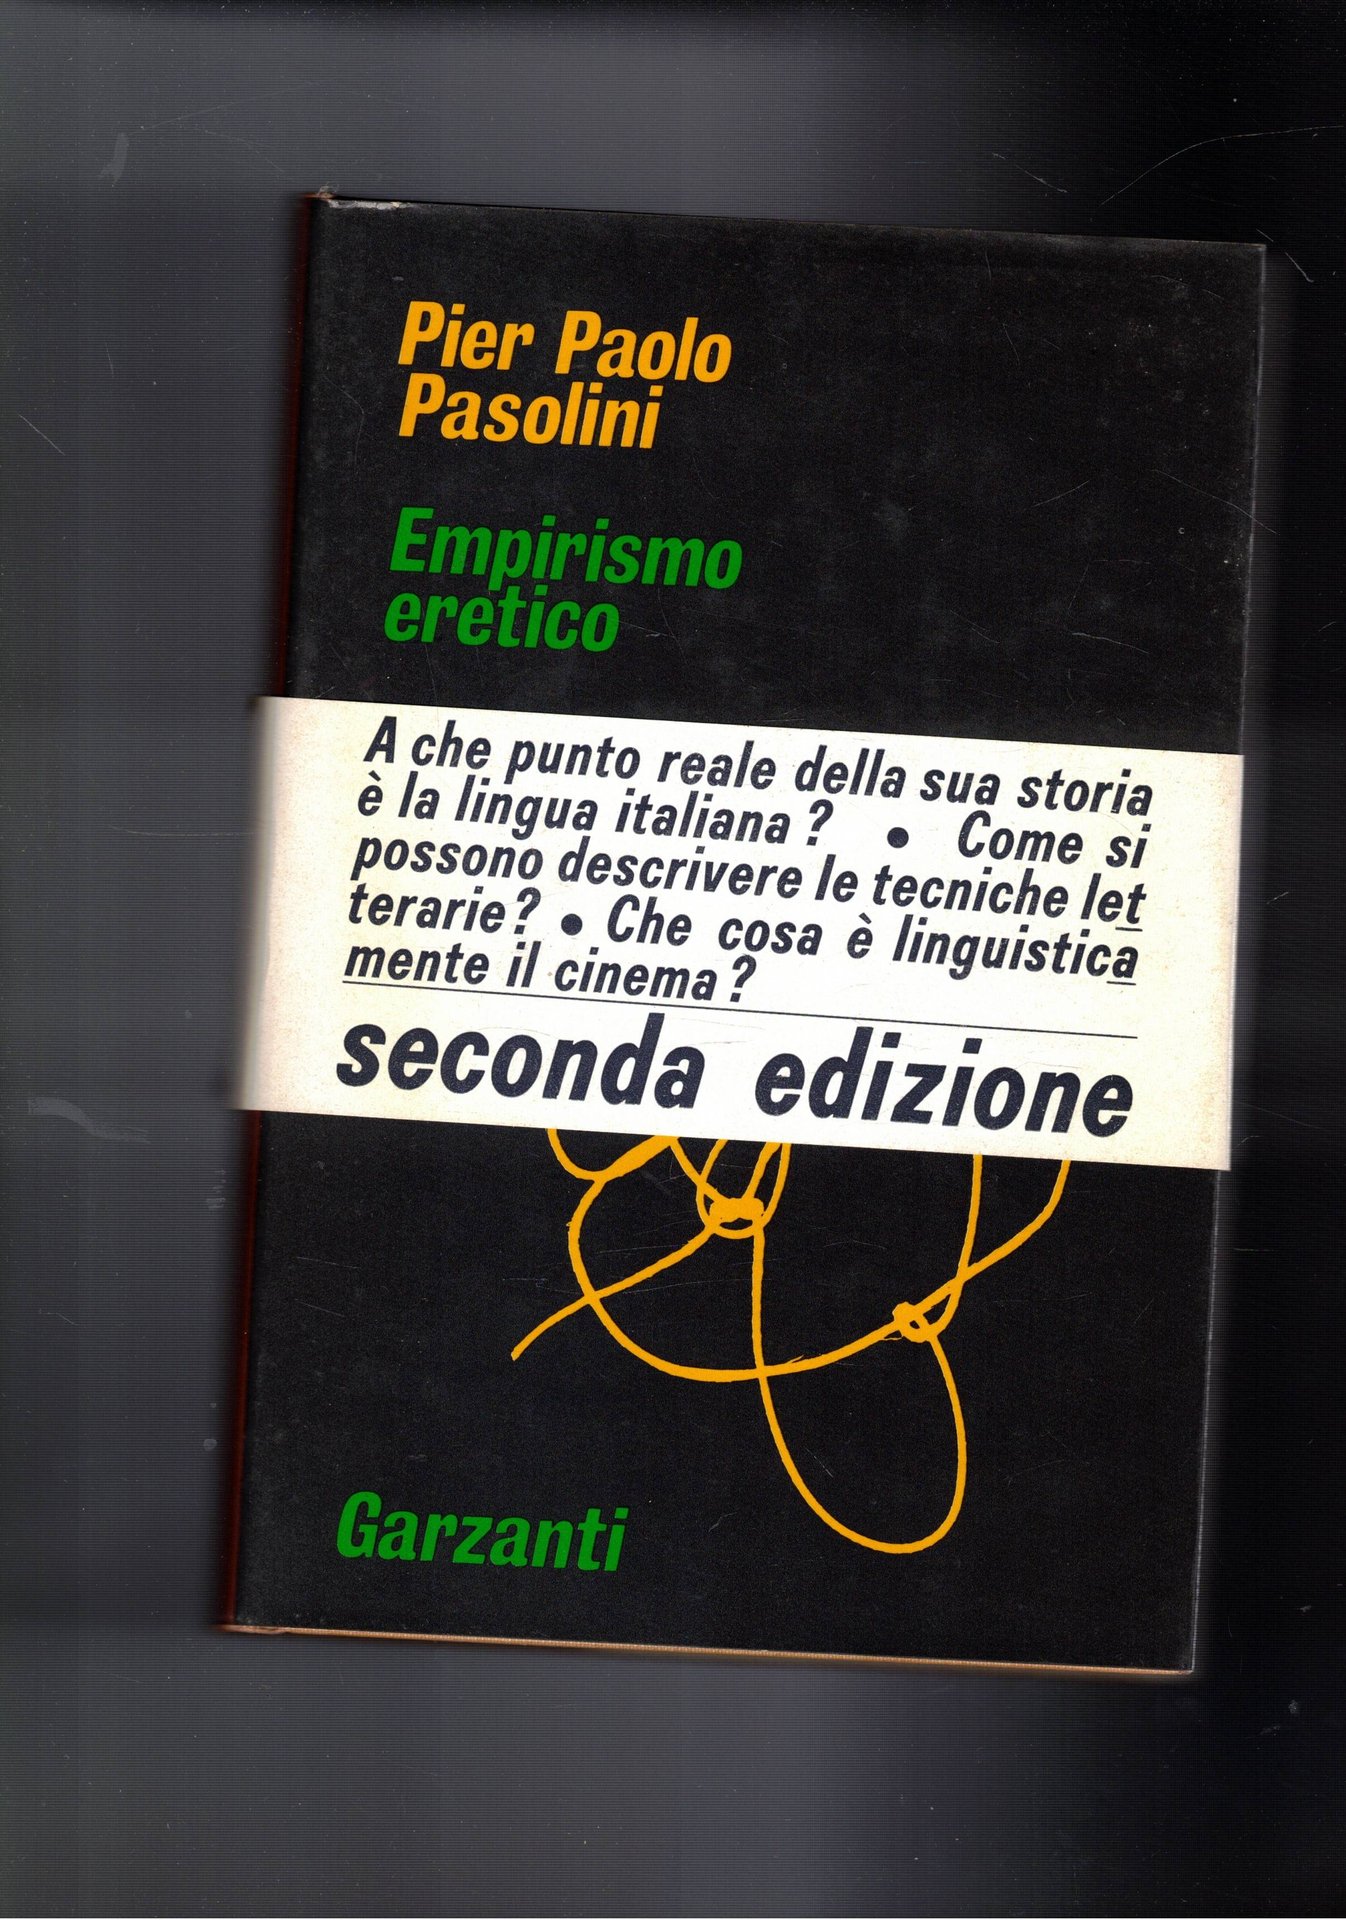 Pier Paolo
Pasolini
Empirismo
eretico
A che punto reale della sua storia
è la lingua italiana? • Come si
possono descrivere le tecniche let
terarie? • Che cosa è linguistica
mente il cinema?
seconda edizione
Garzanti